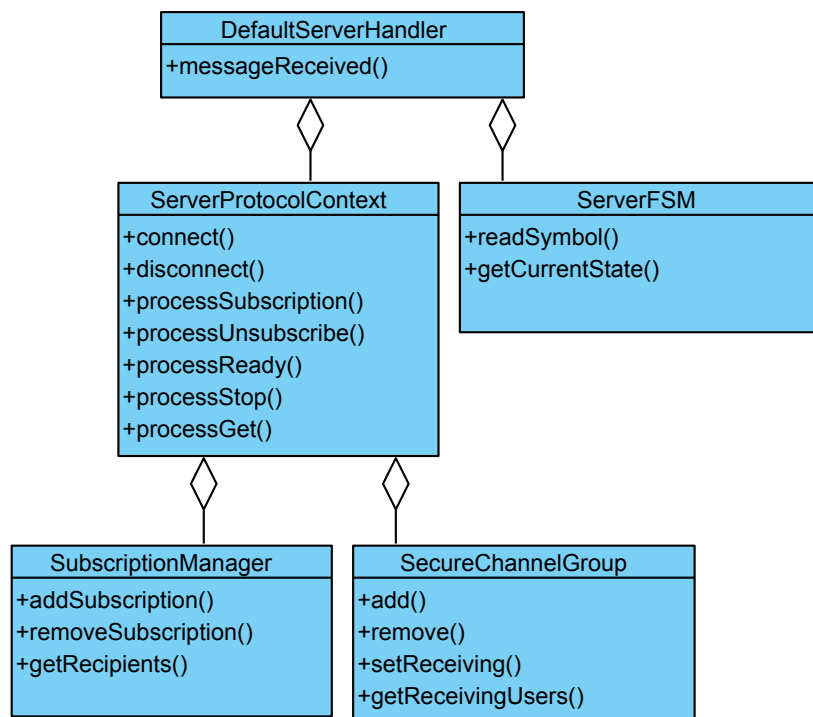 DefaultServerHandler
+messageReceived()
ServerProtocolContext
+connect()
+disconnect()
+processSubscription()
+processUnsubscribe()
+processReady()
+processStop()
+processGet()
ServerFSM
+readSymbol()
+getCurrentState()
SubscriptionManager
+addSubscription()
+removeSubscription()
+getRecipients()
SecureChannelGroup
+add()
+remove()
+setReceiving()
+getReceivingUsers()